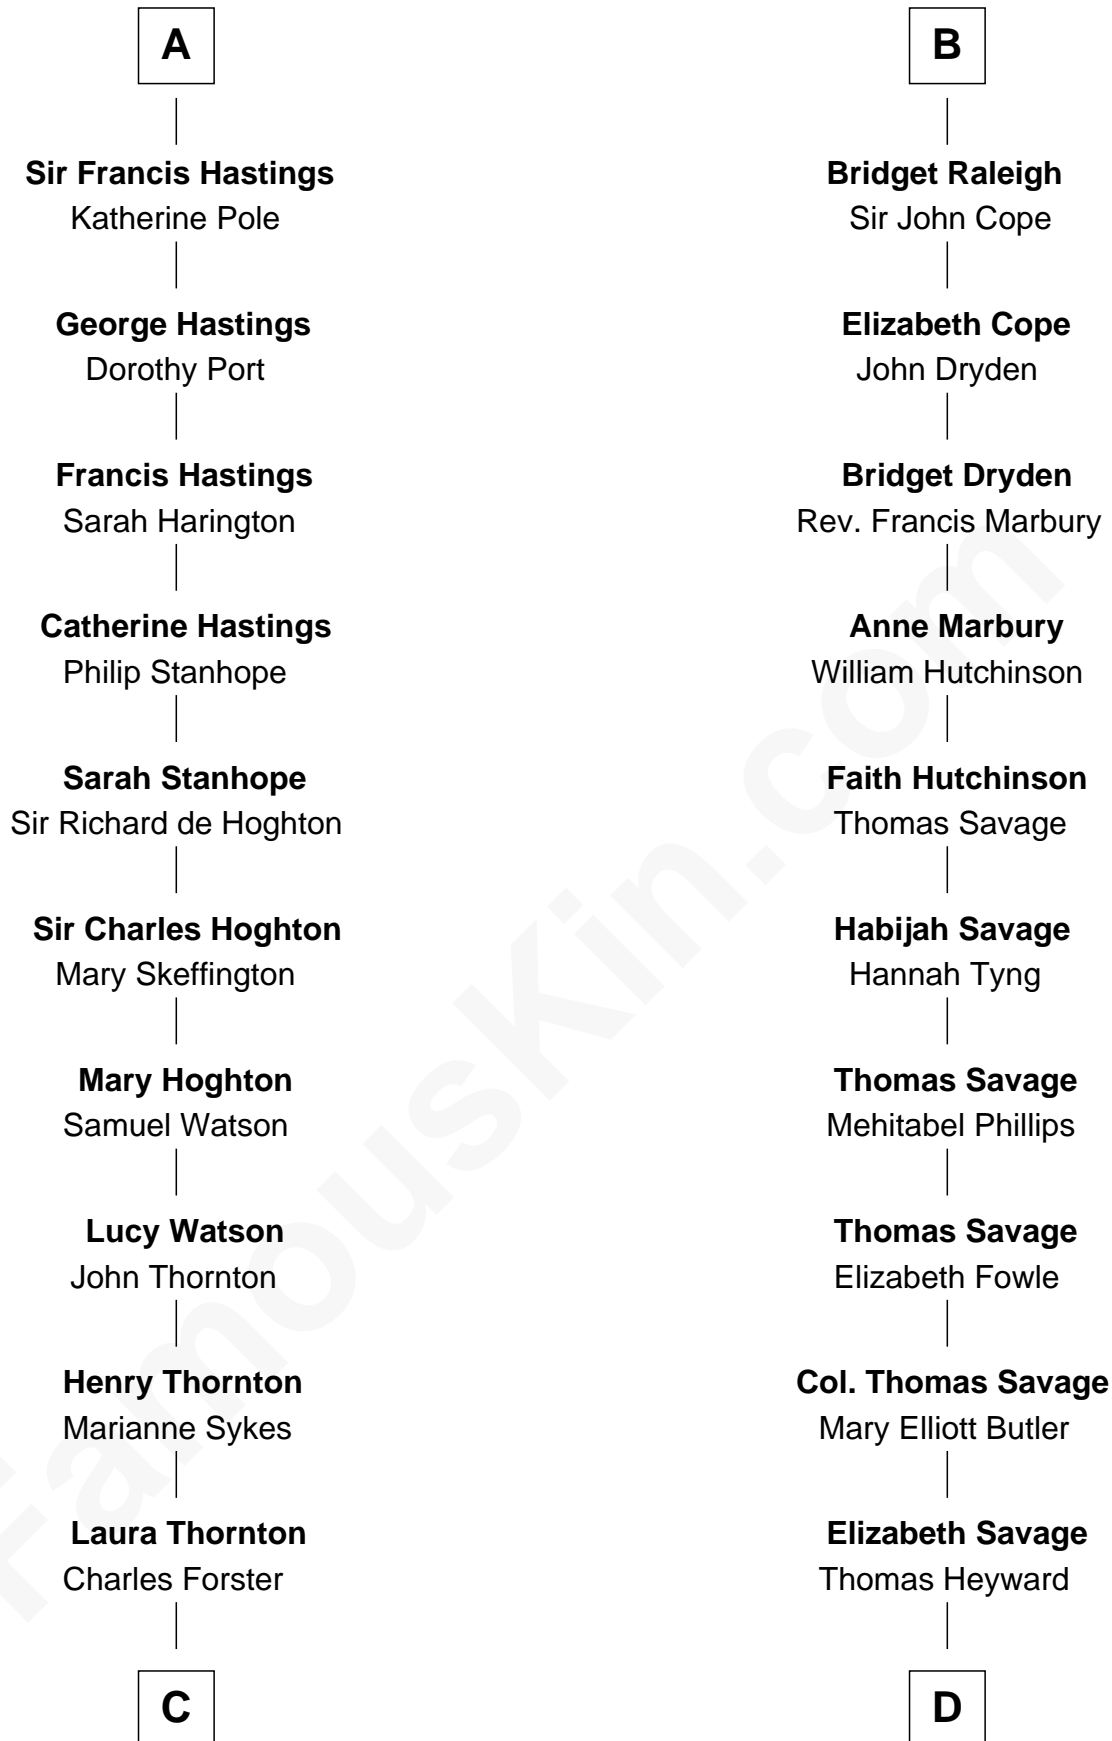 A
Sir Francis Hastings
Katherine Pole
George Hastings
Dorothy Port
Francis Hastings
Sarah Harington
Catherine Hastings
Philip Stanhope
Sarah Stanhope
Sir Richard de Hoghton
Sir Charles Hoghton
Mary Skeffington
Mary Hoghton
Samuel Watson
Lucy Watson
John Thornton
Henry Thornton
Marianne Sykes
Laura Thornton
Charles Forster
C
B
Bridget Raleigh
Sir John Cope
Elizabeth Cope
John Dryden
Bridget Dryden
Rev. Francis Marbury
Anne Marbury
William Hutchinson
Faith Hutchinson
Thomas Savage
Habijah Savage
Hannah Tyng
Thomas Savage
Mehitabel Phillips
Thomas Savage
Elizabeth Fowle
Col. Thomas Savage
Mary Elliott Butler
Elizabeth Savage
Thomas Heyward
D
FamousKin.com